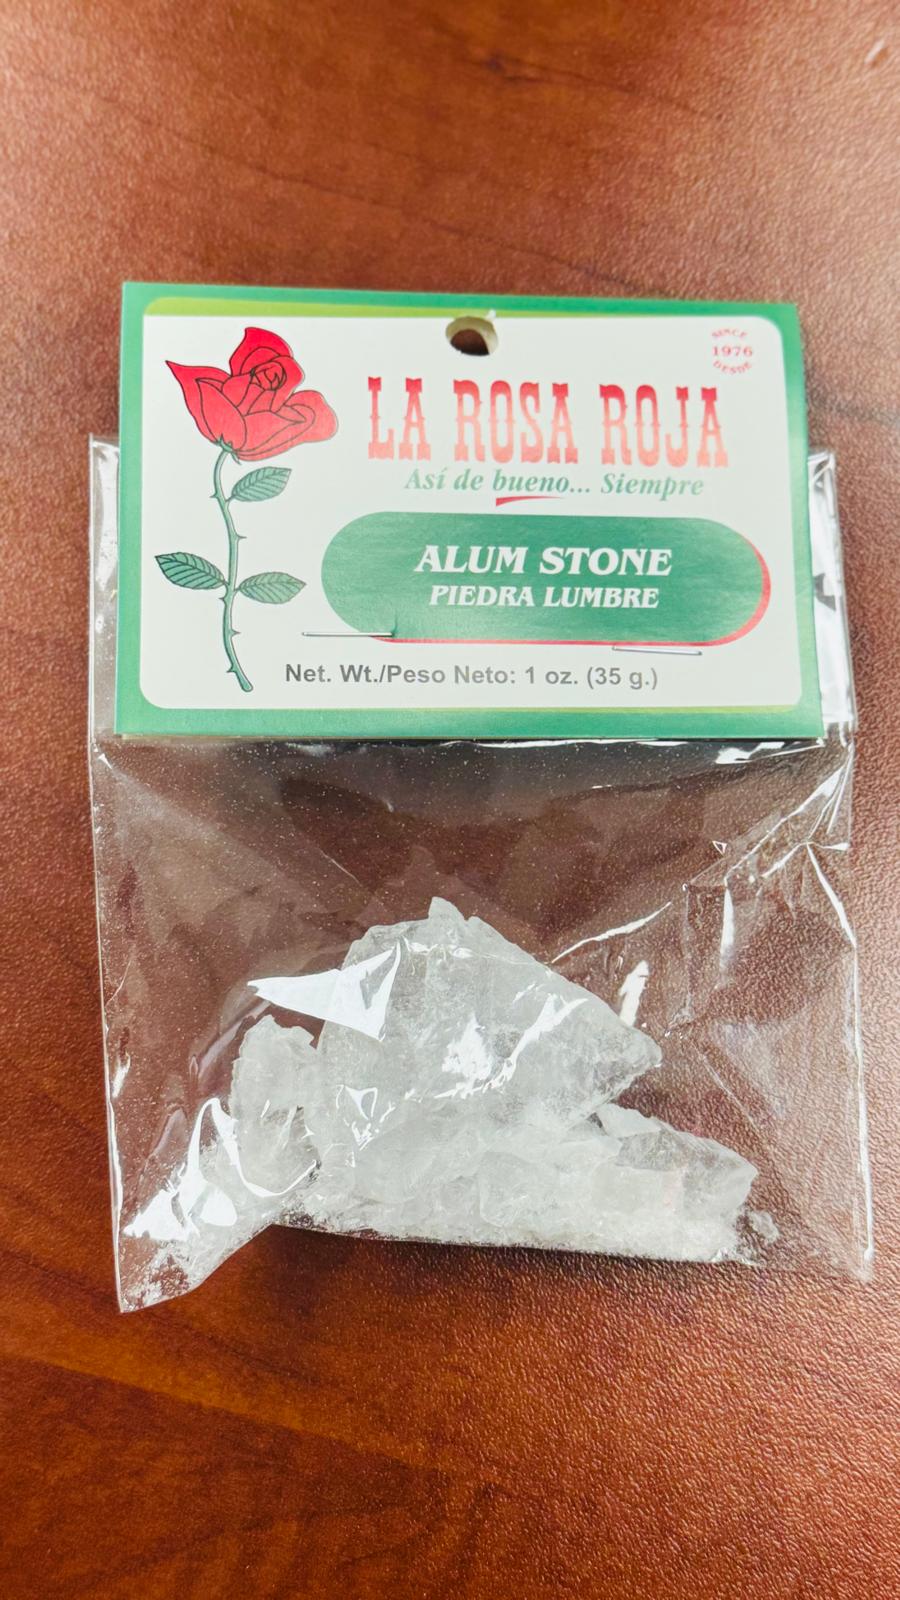 SINCE
1976
DESDE
LA ROSA ROJA
Así de bueno... Siempre
ALUM STONE
PIEDRA LUMBRE
Net. Wt./Peso Neto: 1 oz. (35 g.)